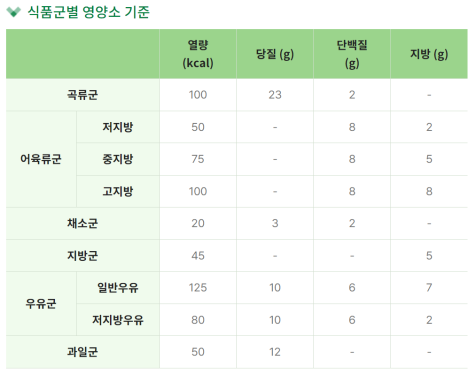 식품군별 영양소 기준
열량 (kcal) 당질 (g) 단백질 (g) 지방 (g)
곡류군 100 23 2 -
어육류군 저지방 50 - 8 2
중지방 75 - 8 5
고지방 100 - 8 8
채소군 20 3 2 -
지방군 45 - - 5
우유군 일반우유 125 10 6 7
저지방우유 80 10 6 2
과일군 50 12 - -